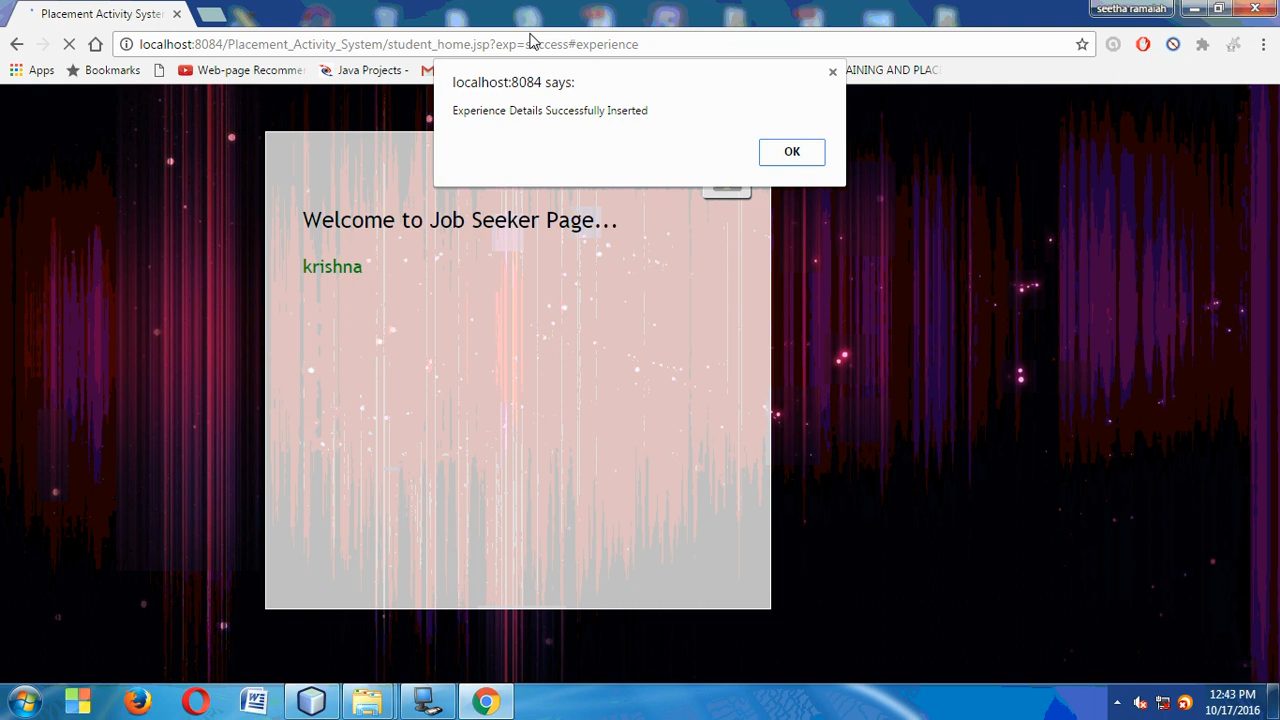 Placement Activity System
seetha ramaiah
localhost:8084/Placement_Activity_System/student_home.jsp?exp=success#experience
Apps
Bookmarks
Web-page Recomme
Java Projects -
AINING AND PLAC
localhost:8084 says:
Experience Details Successfully Inserted
OK
Welcome to Job Seeker Page...
krishna
12:43 PM
10/17/2016